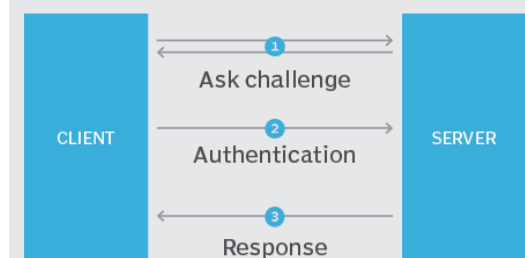 1
Ask challenge
CLIENT
2
SERVER
Authentication
3
Response